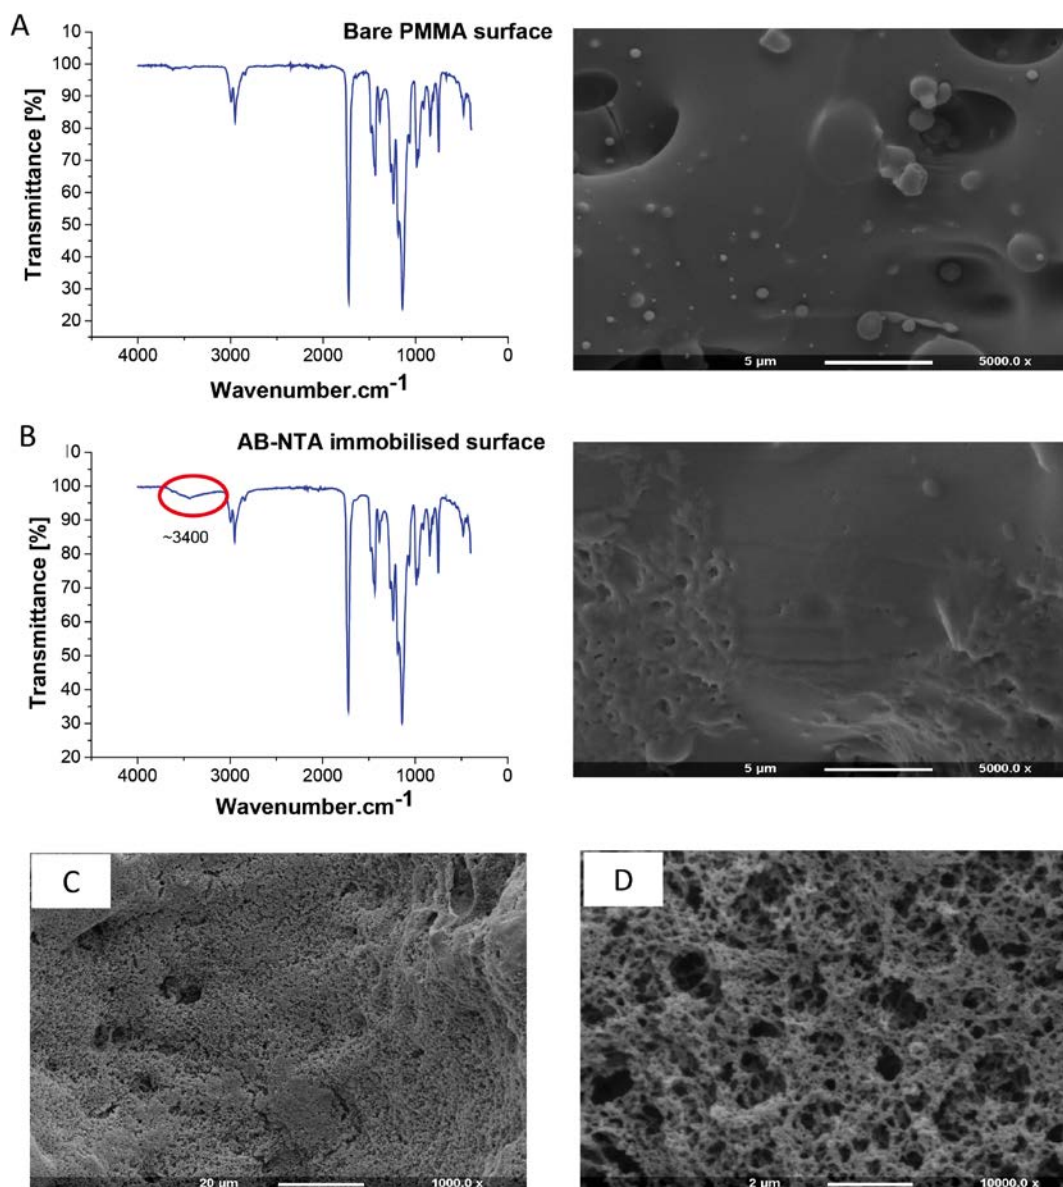 A
Bare PMMA surface
Transmittance [%]
10
100
90
80
70
60
50
40
30
20
4000 3000 2000 1000 0
Wavenumber.cm-1
5 µm 5000.0 x
B
AB-NTA immobilised surface
Transmittance [%]
l0
100
90
80
70
60
50
40
30
20
~3400
4000 3000 2000 1000 0
Wavenumber.cm-1
5 µm 5000.0 x
C
20 µm 1000.0 x
D
2 µm 10000.0 x